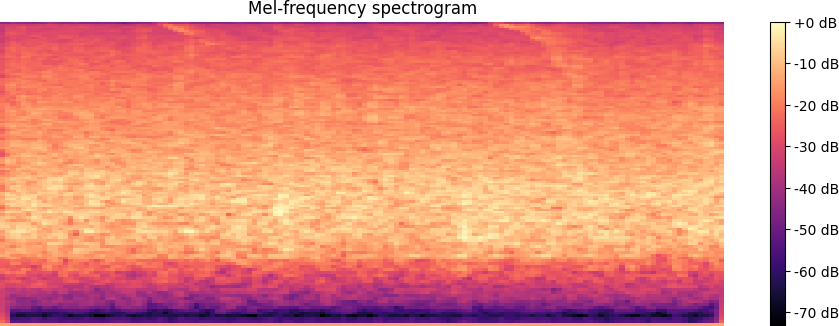 Mel-frequency spectrogram
+0 dB
-10 dB
-20 dB
-30 dB
-40 dB
-50 dB
-60 dB
-70 dB